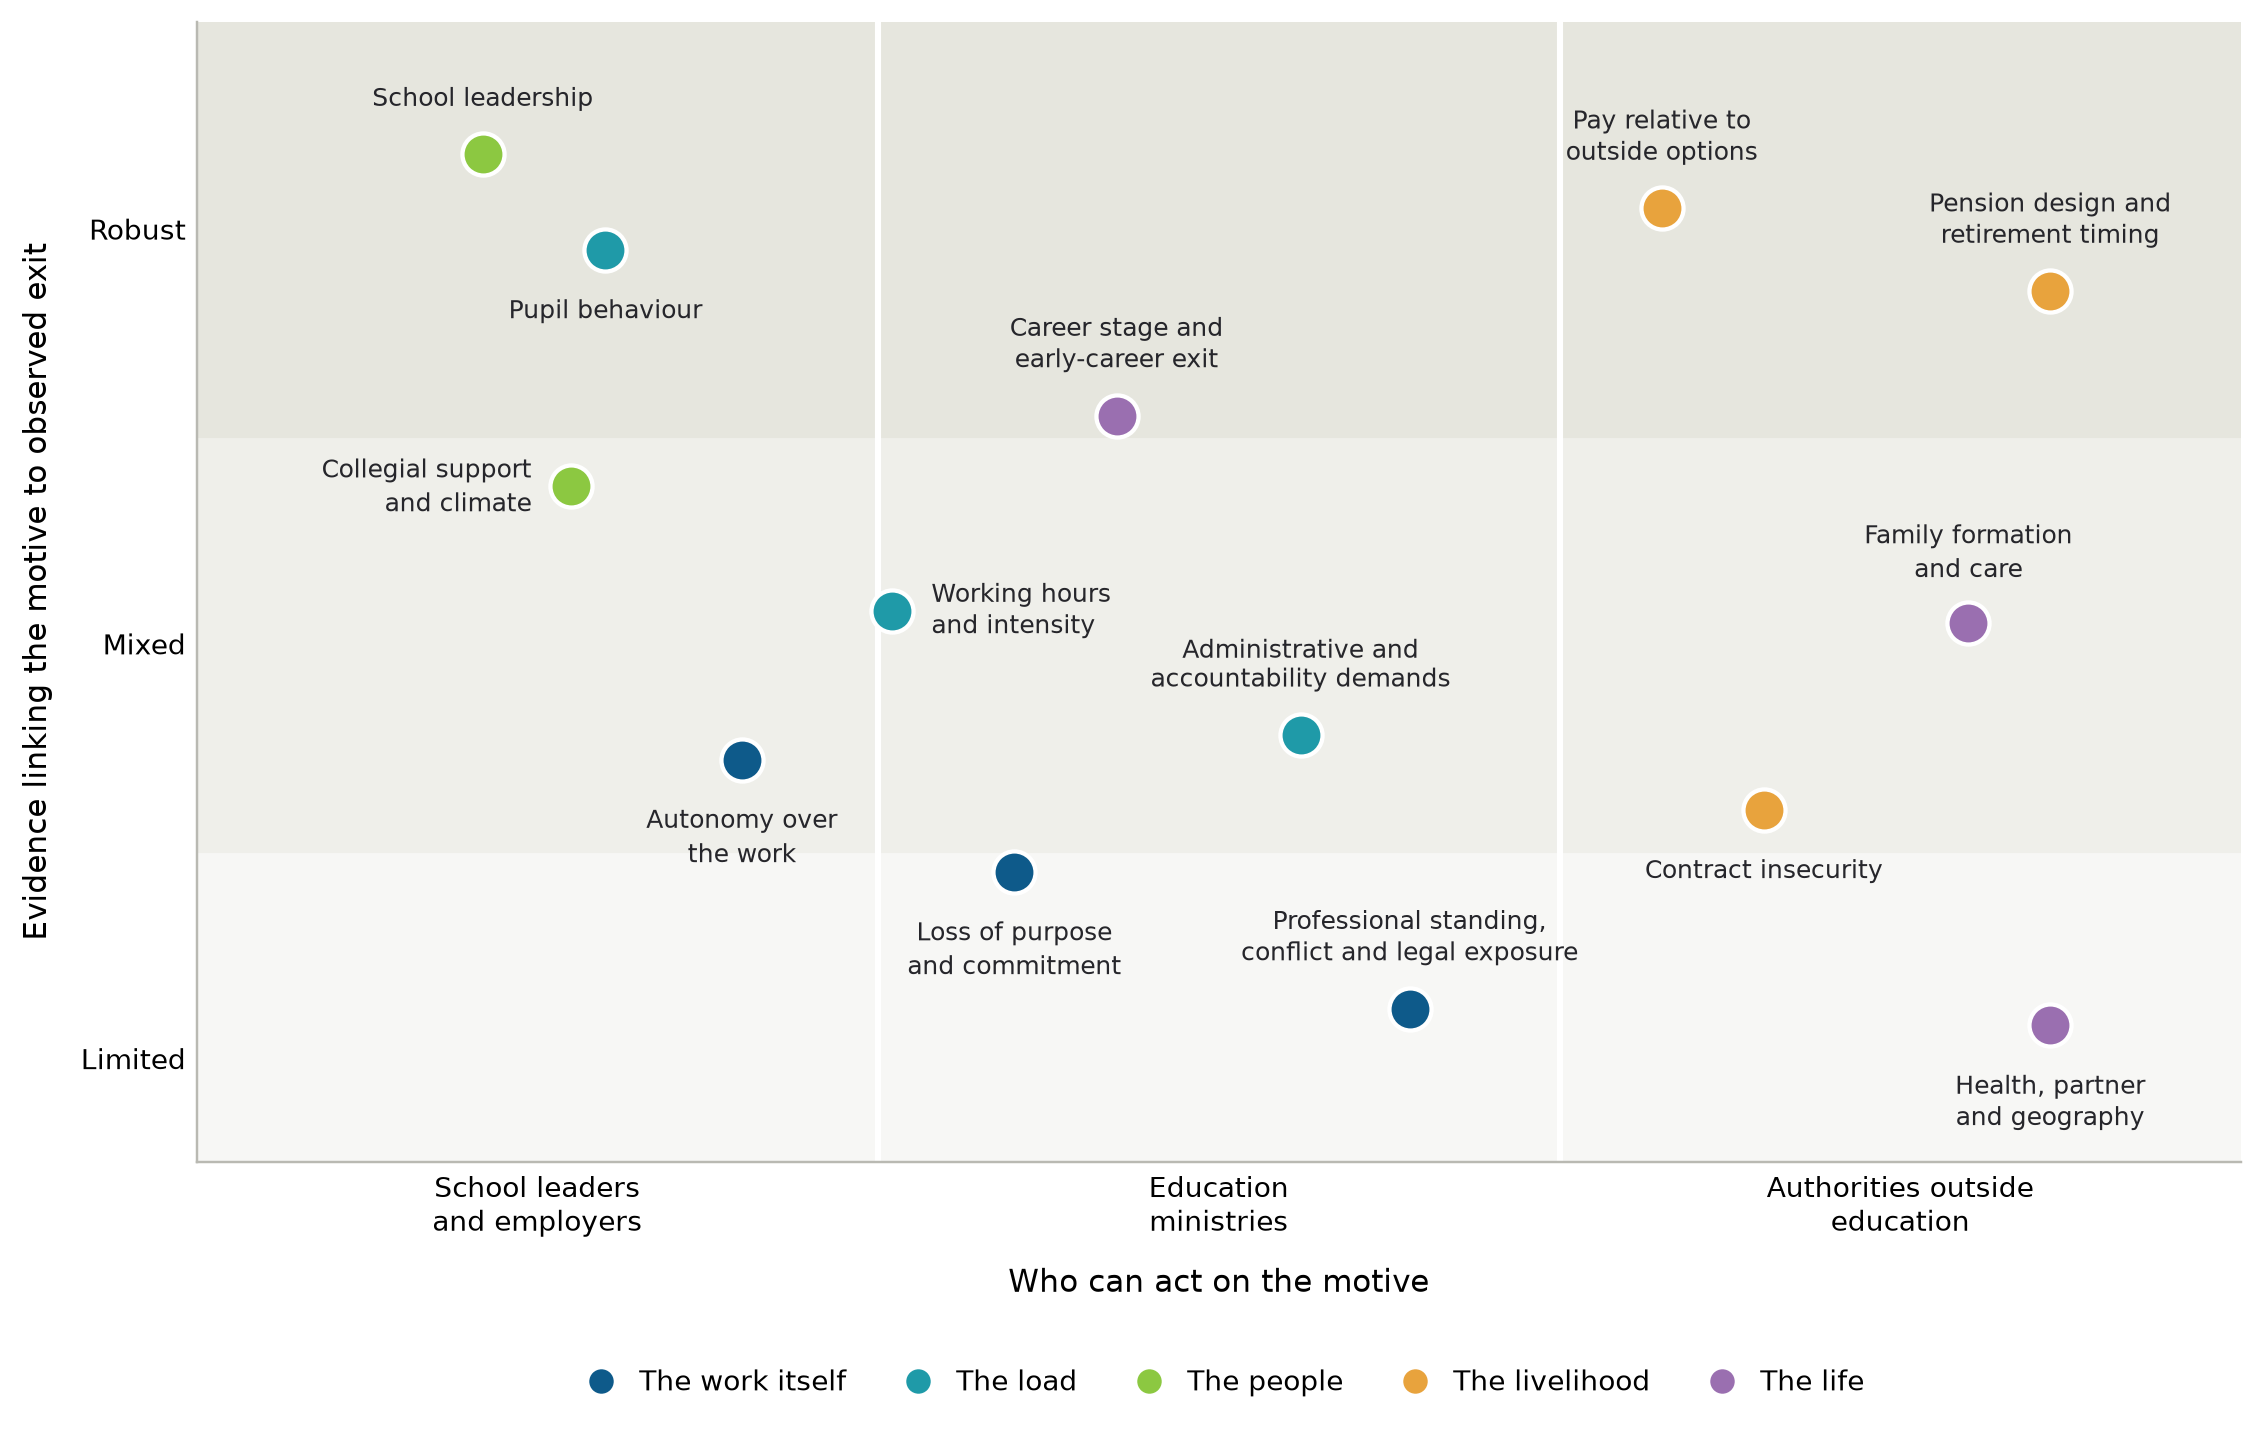 School leadership
Pay relative to
outside options
Pension design and
retirement timing
Robust
Pupil behaviour
Career stage and
early-career exit
Collegial support
and climate
Family formation
and care
Working hours
and intensity
Mixed
Administrative and
accountability demands
Autonomy over
the work
Contract insecurity
Loss of purpose
and commitment
Professional standing,
conflict and legal exposure
Limited
Health, partner
and geography
Evidence linking the motive to observed exit
School leaders
and employers
Education
ministries
Authorities outside
education
Who can act on the motive
The work itself
The load
The people
The livelihood
The life